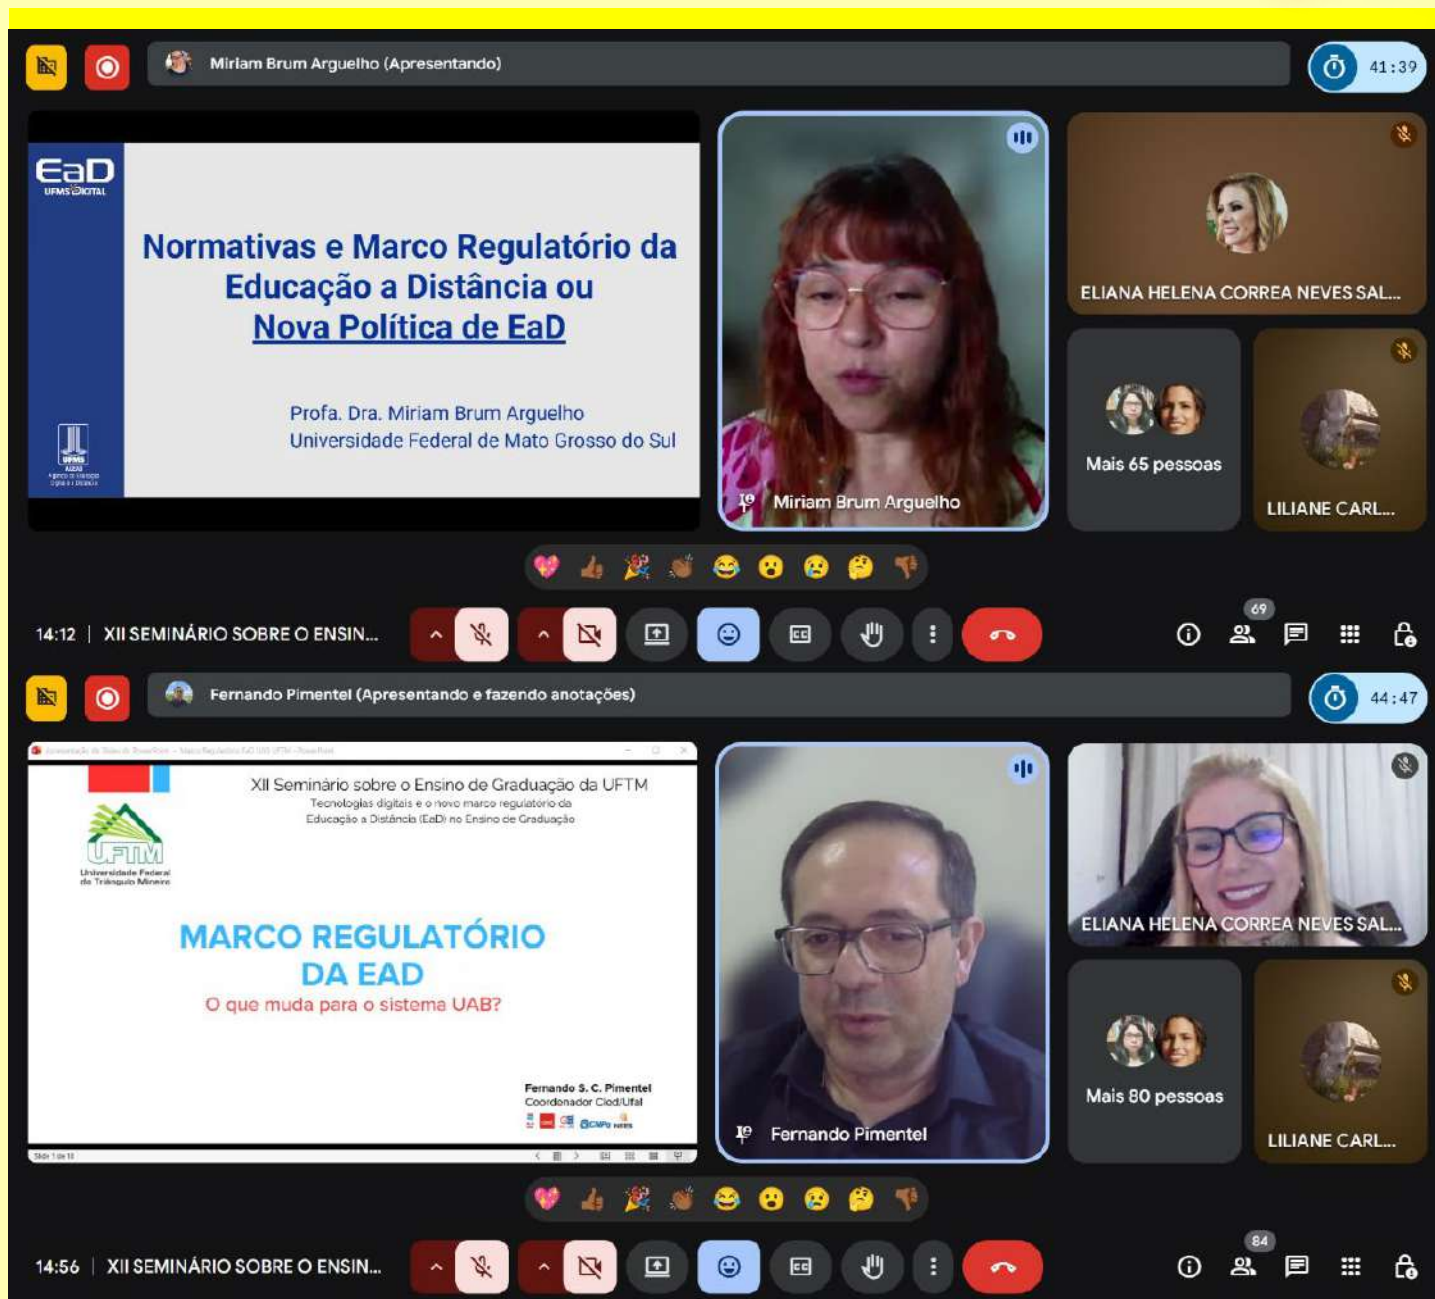 Miriam Brum Arguelho (Apresentando)
41:39
EaD
UFMS DIGITAL
Normativas e Marco Regulatório da
Educação a Distância ou
Nova Política de EaD
Profa. Dra. Miriam Brum Arguelho
Universidade Federal de Mato Grosso do Sul
UFMS
Miriam Brum Arguelho
ELIANA HELENA CORREA NEVES SAL...
Mais 65 pessoas
LILIANE CARL...
14:12 | XII SEMINÁRIO SOBRE O ENSIN...
CC
69
Fernando Pimentel (Apresentando e fazendo anotações)
44:47
XII Seminário sobre o Ensino de Graduação da UFTM
Tecnologias digitais e o novo marco regulatório da
Educação a Distância (EaD) no Ensino de Graduação
UFTM
Universidade Federal
do Triângulo Mineiro
MARCO REGULATÓRIO
DA EAD
O que muda para o sistema UAB?
Fernando S. C. Pimentel
Coordenador Cied/Ufal
CNPq
Fernando Pimentel
ELIANA HELENA CORREA NEVES SAL...
Mais 80 pessoas
LILIANE CARL...
14:56 | XII SEMINÁRIO SOBRE O ENSIN...
CC
84